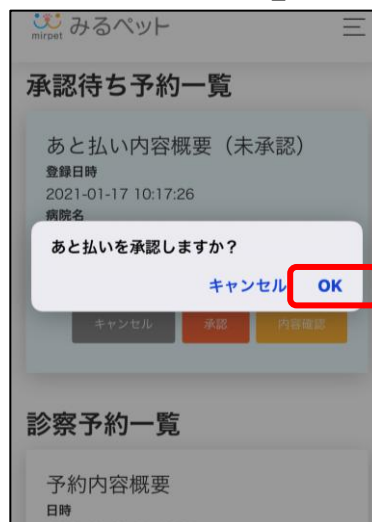 mirpet みるペット
承認待ち予約一覧
あと払い内容概要（未承認）
登録日時
2021-01-17 10:17:26
病院名
あと払いを承認しますか？
キャンセル OK
キャンセル 承認 内容確認
診察予約一覧
予約内容概要
日時